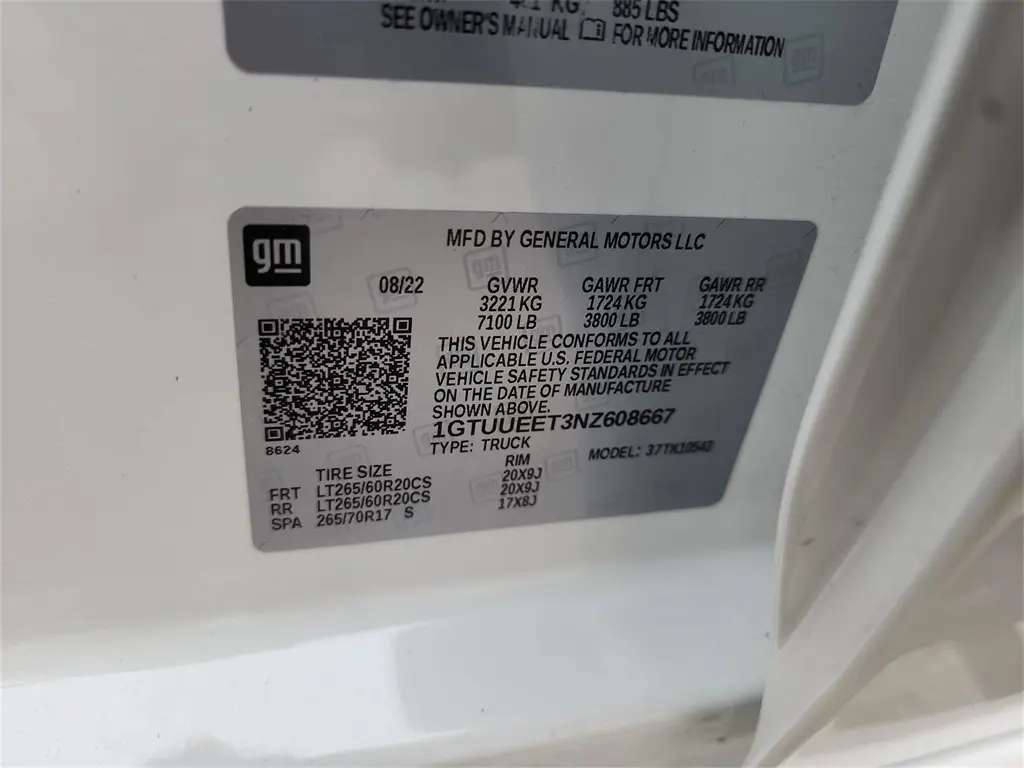 KG 885 LBS
SEE OWNER'S MANUAL FOR MORE INFORMATION
gm
MFD BY GENERAL MOTORS LLC
08/22 GVWR GAWR FRT GAWR RR
3221 KG 1724 KG 1724 KG
7100 LB 3800 LB 3800 LB
THIS VEHICLE CONFORMS TO ALL
APPLICABLE U.S. FEDERAL MOTOR
VEHICLE SAFETY STANDARDS IN EFFECT
ON THE DATE OF MANUFACTURE
SHOWN ABOVE.
1GTUUEET3NZ608667
8624
TYPE: TRUCK MODEL: 37TK10543
TIRE SIZE RIM
FRT LT265/60R20CS 20X9J
RR LT265/60R20CS 20X9J
SPA 265/70R17 S 17X8J